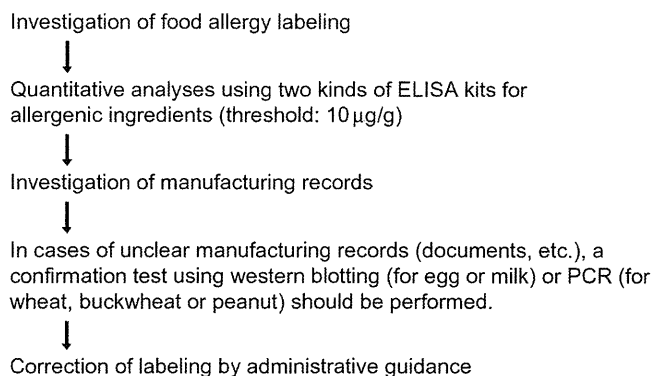 Investigation of food allergy labeling
Quantitative analyses using two kinds of ELISA kits for
allergenic ingredients (threshold: 10 μg/g)
Investigation of manufacturing records
In cases of unclear manufacturing records (documents, etc.), a
confirmation test using western blotting (for egg or milk) or PCR (for
wheat, buckwheat or peanut) should be performed.
Correction of labeling by administrative guidance